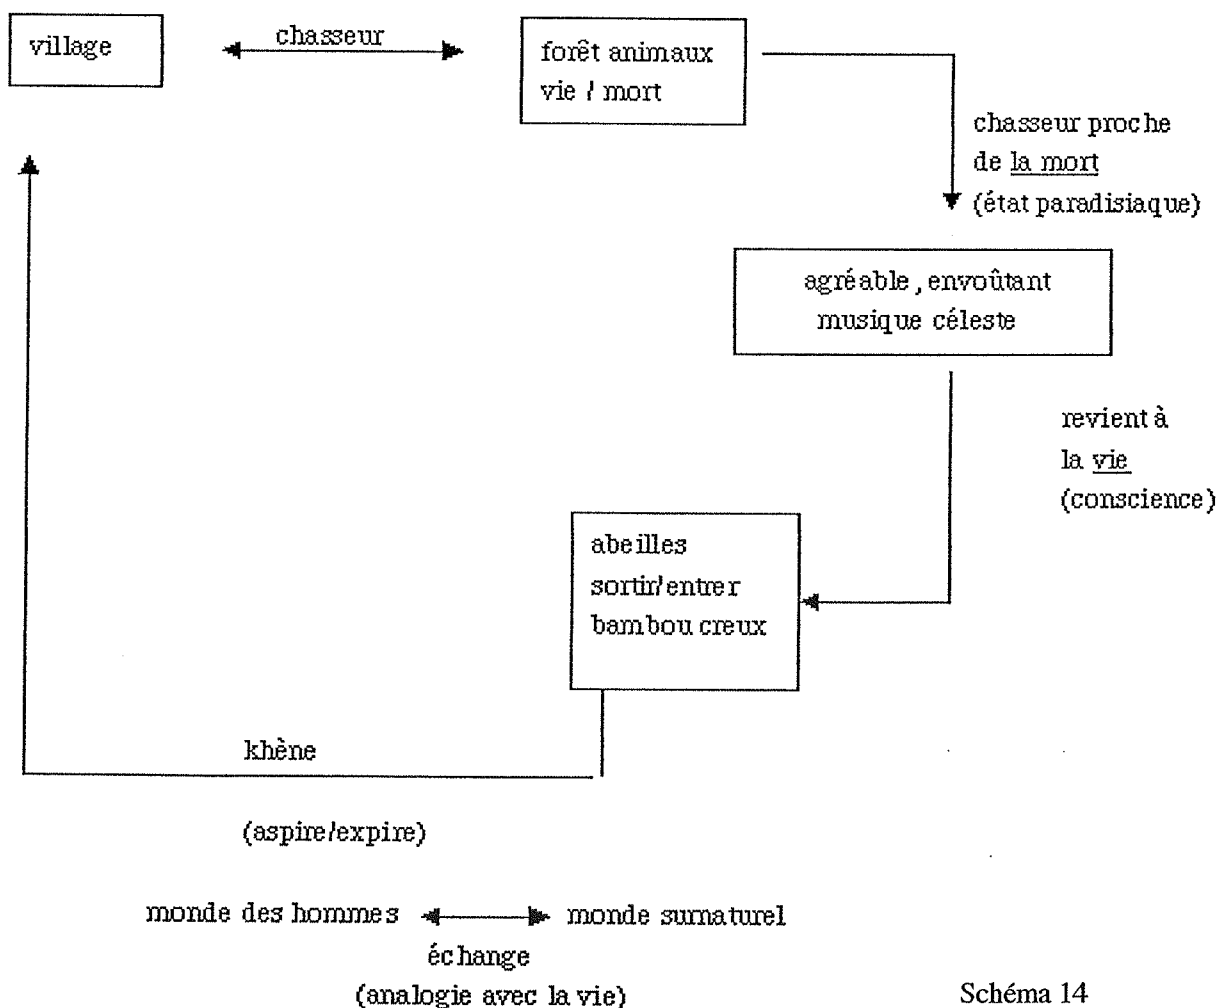 village
chasseur
forêt animaux
vie / mort
chasseur proche
de la mort
(état paradisiaque)
agréable, envoûtant
musique céleste
revient à
la vie
(conscience)
abeilles
sortir/entrer
bambou creux
khène
(aspire/expire)
monde des hommes
monde surnaturel
échange
(analogie avec la vie)
Schéma 14